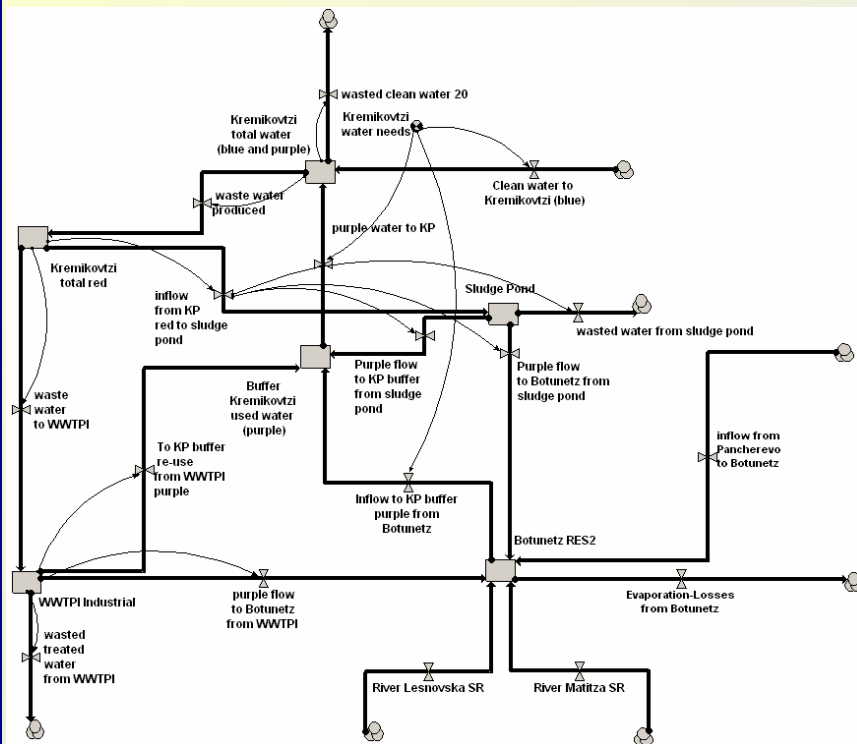 wasted clean water 20
Kremikovtzi
total water
(blue and purple)
Kremikovtzi
water needs
Clean water to
Kremikovtzi (blue)
waste water
produced
purple water to KP
Kremikovtzi
total red
inflow
from KP
red to sludge
pond
Sludge Pond
wasted water from sludge pond
Purple flow
to KP buffer
from sludge
pond
Purple flow
to Botunetz from
sludge pond
Buffer
Kremikovtzi
used water
(purple)
waste
water
to WWTPI
To KP buffer
re-use
from WWTPI
purple
inflow from
Pancherevo
to Botunetz
Inflow to KP buffer
purple from
Botunetz
Botunetz RES2
WWTPI Industrial
purple flow
to Botunetz
from WWTPI
Evaporation-Losses
from Botunetz
wasted
treated
water
from WWTPI
River Lesnovska SR
River Matitza SR